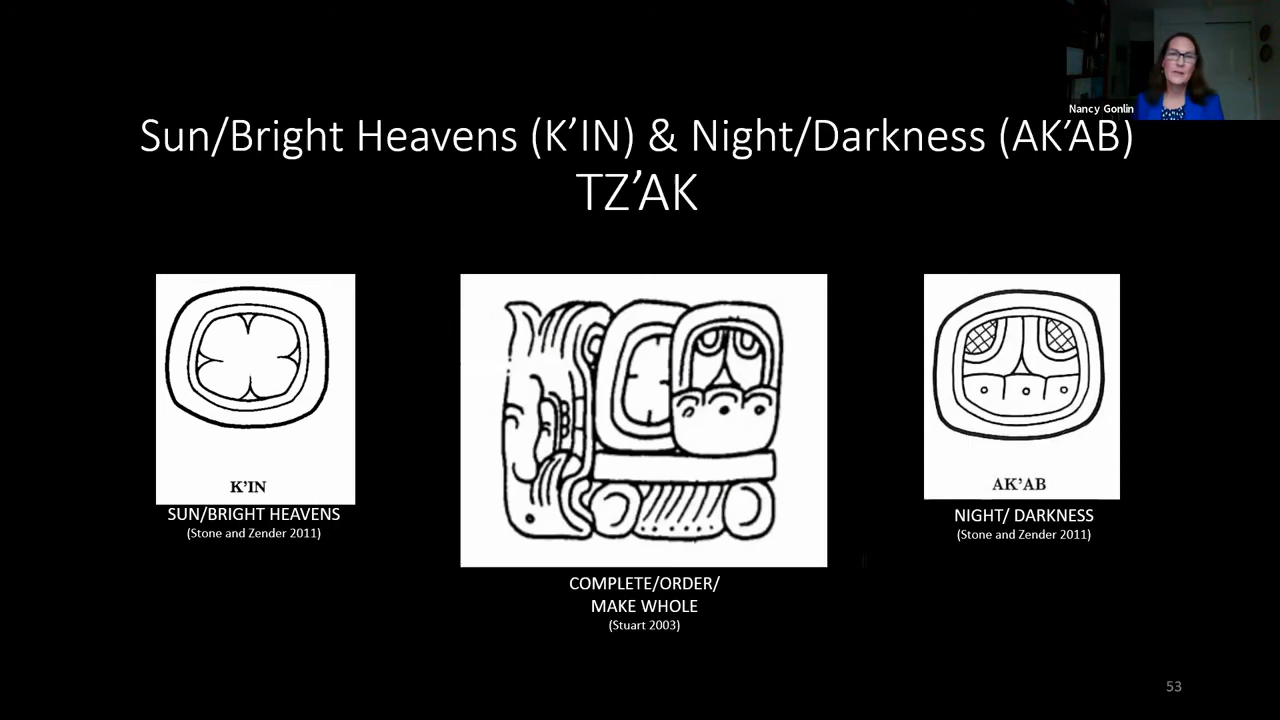 Nancy Gonlin
Sun/Bright Heavens (K’IN) & Night/Darkness (AK’AB)
TZ’AK
K’IN
SUN/BRIGHT HEAVENS
(Stone and Zender 2011)
COMPLETE/ORDER/
MAKE WHOLE
(Stuart 2003)
AK’AB
NIGHT/ DARKNESS
(Stone and Zender 2011)
53